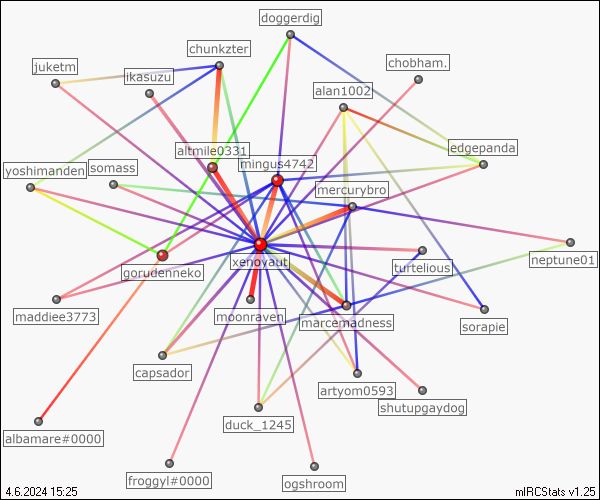 doggerdig
chunkzter
chobham.
juketm
ikasuzu
alan1002
altmile0331
edgepanda
mingus4742
yoshimanden
somass
mercurybro
xenoyaut
neptune01
gorudenneko
turtelious
maddiee3773
moonraven
marcemadness
sorapie
capsador
artyom0593
shutupgaydog
duck_1245
albamare#0000
froggyl#0000
ogshroom
4.6.2024 15:25
mIRCStats v1.25